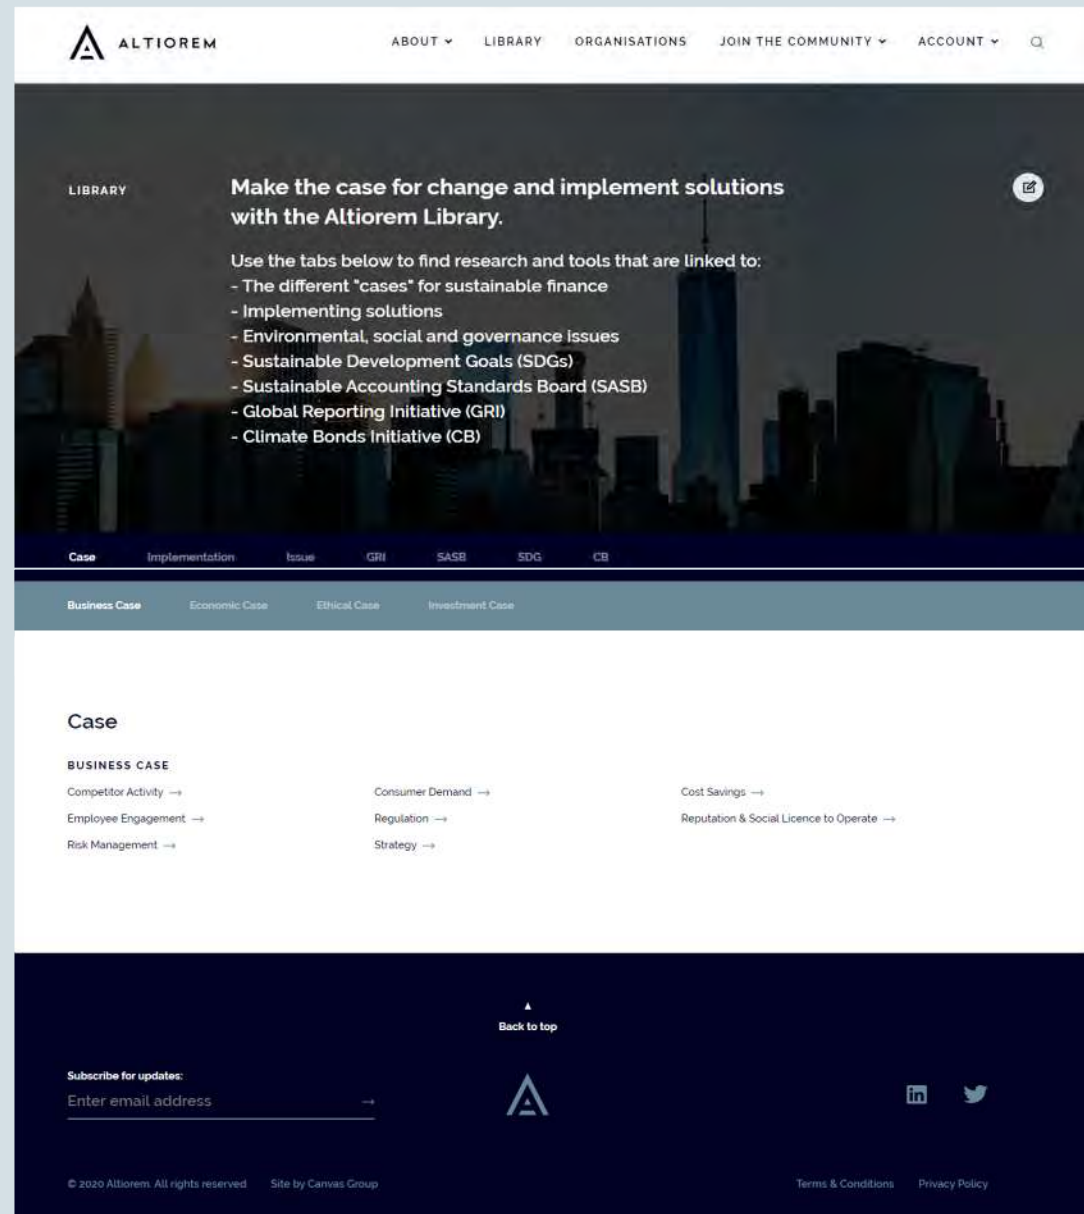 ALTIOREM
ABOUT LIBRARY ORGANISATIONS JOIN THE COMMUNITY ACCOUNT
LIBRARY
Make the case for change and implement solutions
with the Altiorem Library.
Use the tabs below to find research and tools that are linked to:
- The different "cases" for sustainable finance
- Implementing solutions
- Environmental, social and governance issues
- Sustainable Development Goals (SDGs)
- Sustainable Accounting Standards Board (SASB)
- Global Reporting Initiative (GRI)
- Climate Bonds Initiative (CB)
Case Implementation Issue GRI SASB SDG CB
Business Case Economic Case Ethical Case Investment Case
Case
BUSINESS CASE
Competitor Activity → Consumer Demand → Cost Savings →
Employee Engagement → Regulation → Reputation & Social Licence to Operate →
Risk Management → Strategy →
Back to top
Subscribe for updates:
Enter email address →
in
© 2020 Altiorem. All rights reserved Site by Canvas Group Terms & Conditions Privacy Policy